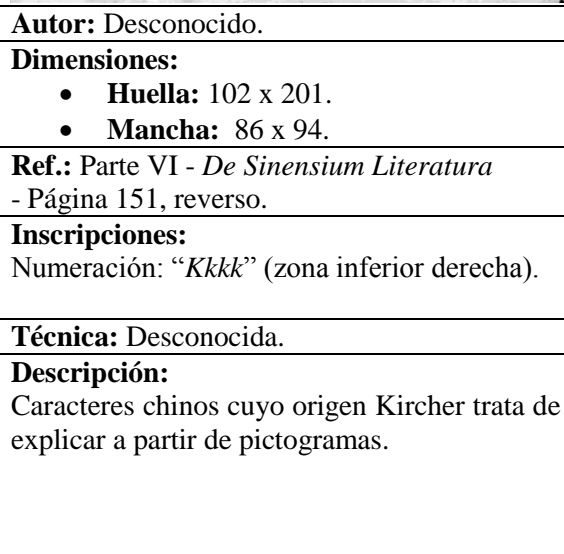 Autor: Desconocido.
Dimensiones:
• Huella: 102 x 201.
• Mancha: 86 x 94.
Ref.: Parte VI - De Sinensium Literatura
- Página 151, reverso.
Inscripciones:
Numeración: “Kkkk” (zona inferior derecha).
Técnica: Desconocida.
Descripción:
Caracteres chinos cuyo origen Kircher trata de
explicar a partir de pictogramas.